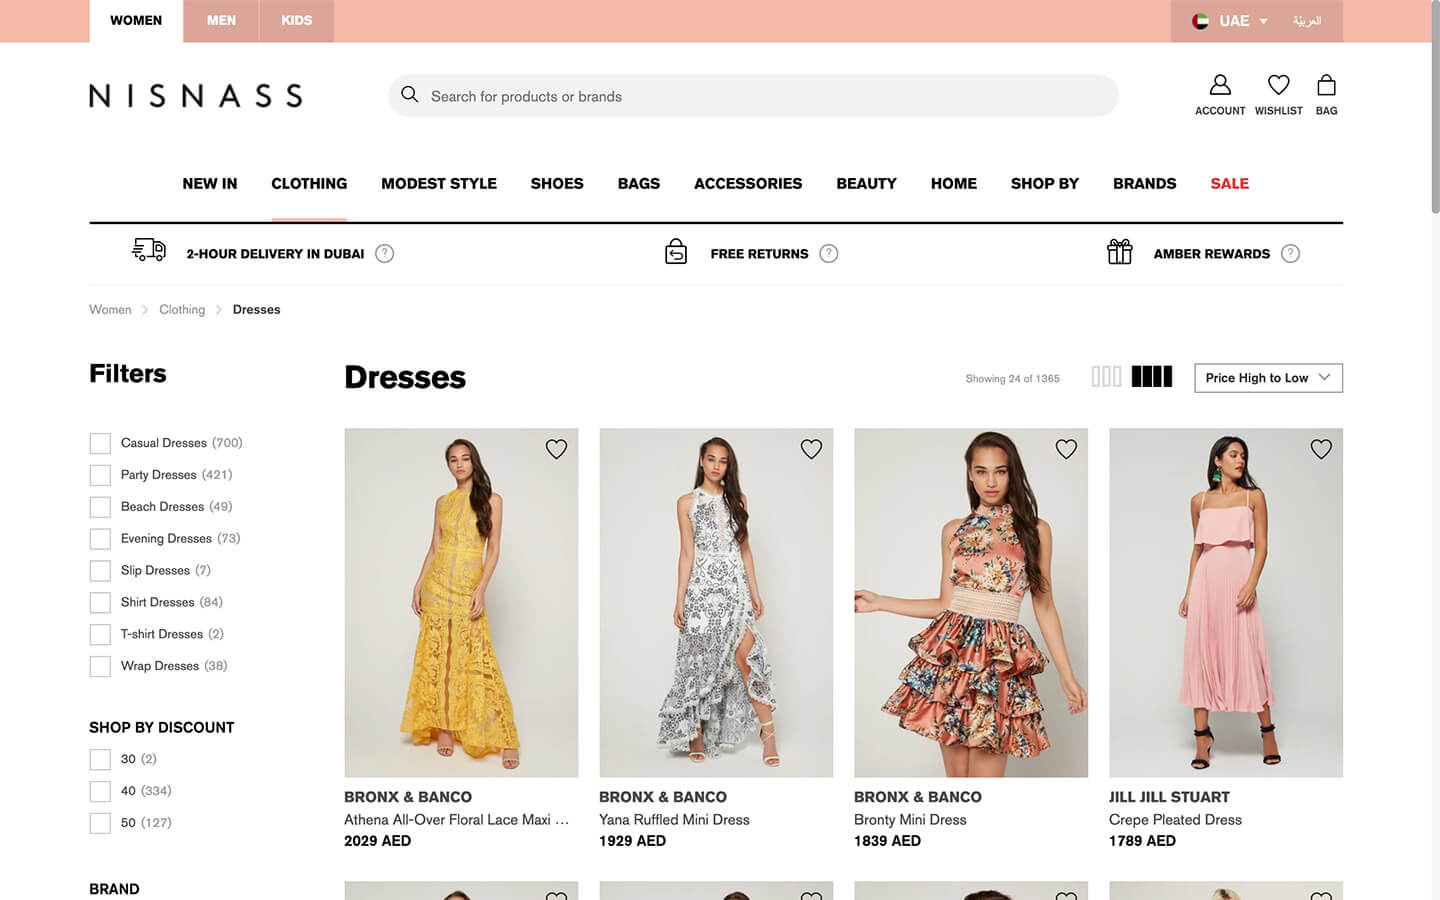 WOMEN MEN KIDS UAE العربيّة
NISNASS
Search for products or brands
ACCOUNT WISHLIST BAG
NEW IN CLOTHING MODEST STYLE SHOES BAGS ACCESSORIES BEAUTY HOME SHOP BY BRANDS SALE
2-HOUR DELIVERY IN DUBAI ? FREE RETURNS ? AMBER REWARDS ?
Women Clothing Dresses
Filters
Casual Dresses (700)
Party Dresses (421)
Beach Dresses (49)
Evening Dresses (73)
Slip Dresses (7)
Shirt Dresses (84)
T-shirt Dresses (2)
Wrap Dresses (38)
SHOP BY DISCOUNT
30 (2)
40 (334)
50 (127)
BRAND
Dresses
Showing 24 of 1365
Price High to Low
BRONX & BANCO
Athena All-Over Floral Lace Maxi ...
2029 AED
BRONX & BANCO
Yana Ruffled Mini Dress
1929 AED
BRONX & BANCO
Bronty Mini Dress
1839 AED
JILL JILL STUART
Crepe Pleated Dress
1789 AED